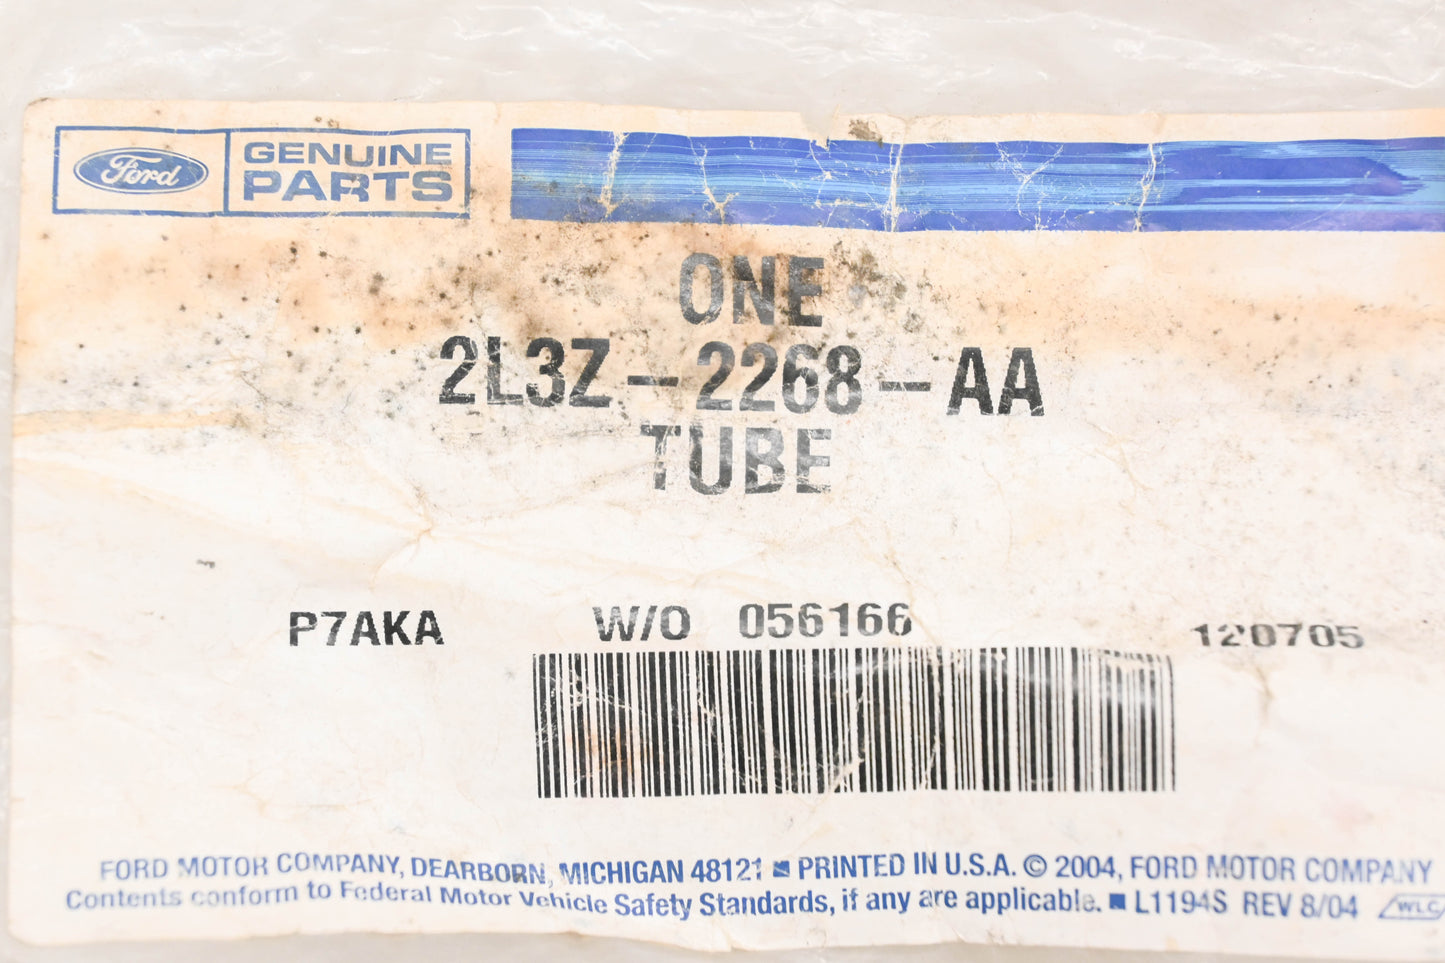 Ford
GENUINE
PARTS
ONE
2L3Z-2268-AA
TUBE
P7AKA W/O 056166 120705
FORD MOTOR COMPANY, DEARBORN, MICHIGAN 48121 ■ PRINTED IN U.S.A. © 2004, FORD MOTOR COMPANY
Contents conform to Federal Motor Vehicle Safety Standards, if any are applicable. ■ L1194S REV 8/04 WLC